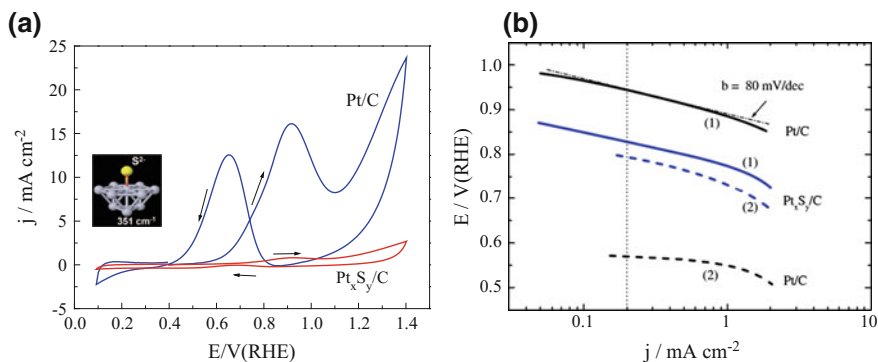 (a)
j / mA cm⁻²
25
20
15
10
5
0
-5
Pt/C
S²⁻
351 cm⁻¹
PtₓSᵧ/C
0.0 0.2 0.4 0.6 0.8 1.0 1.2 1.4
E/V(RHE)
(b)
E / V(RHE)
1.0
0.9
0.8
0.7
0.6
0.5
b = 80 mV/dec
(1)
Pt/C
(1)
PtₓSᵧ/C
(2)
(2)
Pt/C
0.1 1 10
j / mA cm⁻²